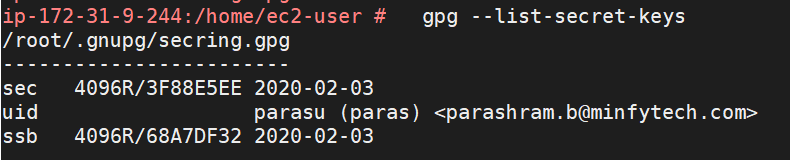 ip-172-31-9-244:/home/ec2-user #   gpg --list-secret-keys
/root/.gnupg/secring.gpg
------------------------
sec   4096R/3F88E5EE 2020-02-03
uid                  parasu (paras) <parashram.b@minfytech.com>
ssb   4096R/68A7DF32 2020-02-03